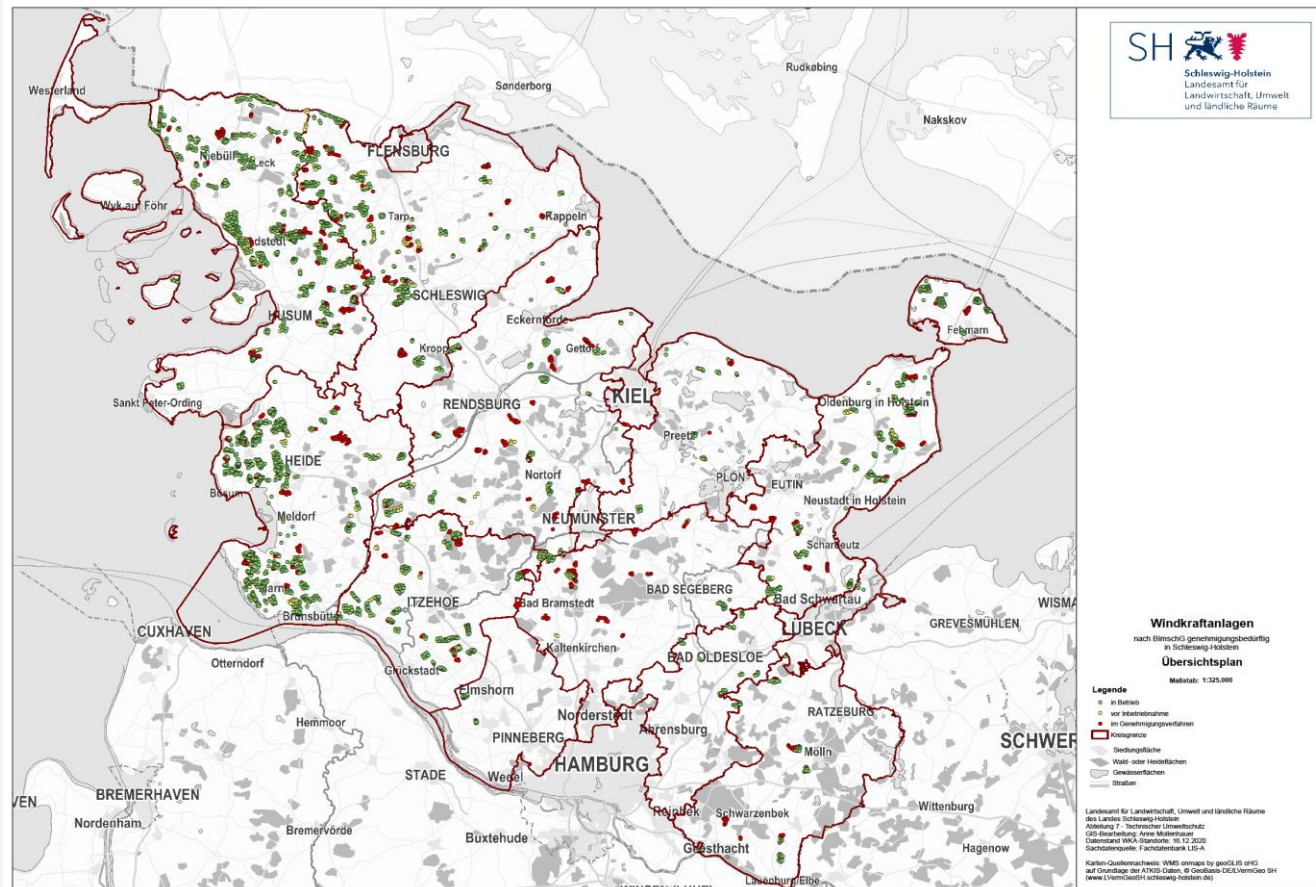 Westerland
Sønderborg
Rudkøbing
Nakskov
FLENSBURG
Niebüll
Leck
Wyk auf Föhr
Tarp
Kappeln
SCHLESWIG
HUSUM
Eckernförde
Gettorf
Kropp
Fehmarn
Sankt Peter-Ording
RENDSBURG
KIEL
Oldenburg in Holstein
Preetz
HEIDE
Nortorf
PLÖN
EUTIN
Büsum
Neustadt in Holstein
Meldorf
NEUMÜNSTER
Scharbeutz
BAD SEGEBERG
ITZEHOE
Bad Bramstedt
Bad Schwartau
WISMA
CUXHAVEN
LÜBECK
GREVESMÜHLEN
Otterndorf
Kaltenkirchen
BAD OLDESLOE
Glückstadt
Elmshorn
Hemmoor
Norderstedt
Ahrensburg
RATZEBURG
PINNEBERG
SCHWER
HAMBURG
Mölln
STADE
Wedel
VEN
BREMERHAVEN
Reinbek
Schwarzenbek
Wittenburg
Nordenham
Bremervörde
Buxtehude
Geesthacht
Hagenow
Lauenburg/Elbe
SH
Schleswig-Holstein
Landesamt für
Landwirtschaft, Umwelt
und ländliche Räume
Windkraftanlagen
nach BImschG genehmigungsbedürftig
in Schleswig-Holstein
Übersichtsplan
Maßstab: 1:325.000
Legende
in Betrieb
vor Inbetriebnahme
im Genehmigungsverfahren
Kreisgrenze
Siedlungsfläche
Wald- oder Heideflächen
Gewässerflächen
Straßen
Landesamt für Landwirtschaft, Umwelt und ländliche Räume
des Landes Schleswig-Holstein
Abteilung 7 - Technischer Umweltschutz
GIS-Bearbeitung: Anne Mollenhauer
Datenstand WKA-Standorte: 16.12.2020
Sachdatenquelle: Fachdatenbank LIS-A
Karten-Quellennachweis: WMS onmaps by geoGLIS oHG
auf Grundlage der ATKIS-Daten, © GeoBasis-DE/LVermGeo SH
(www.LVermGeoSH.schleswig-holstein.de)